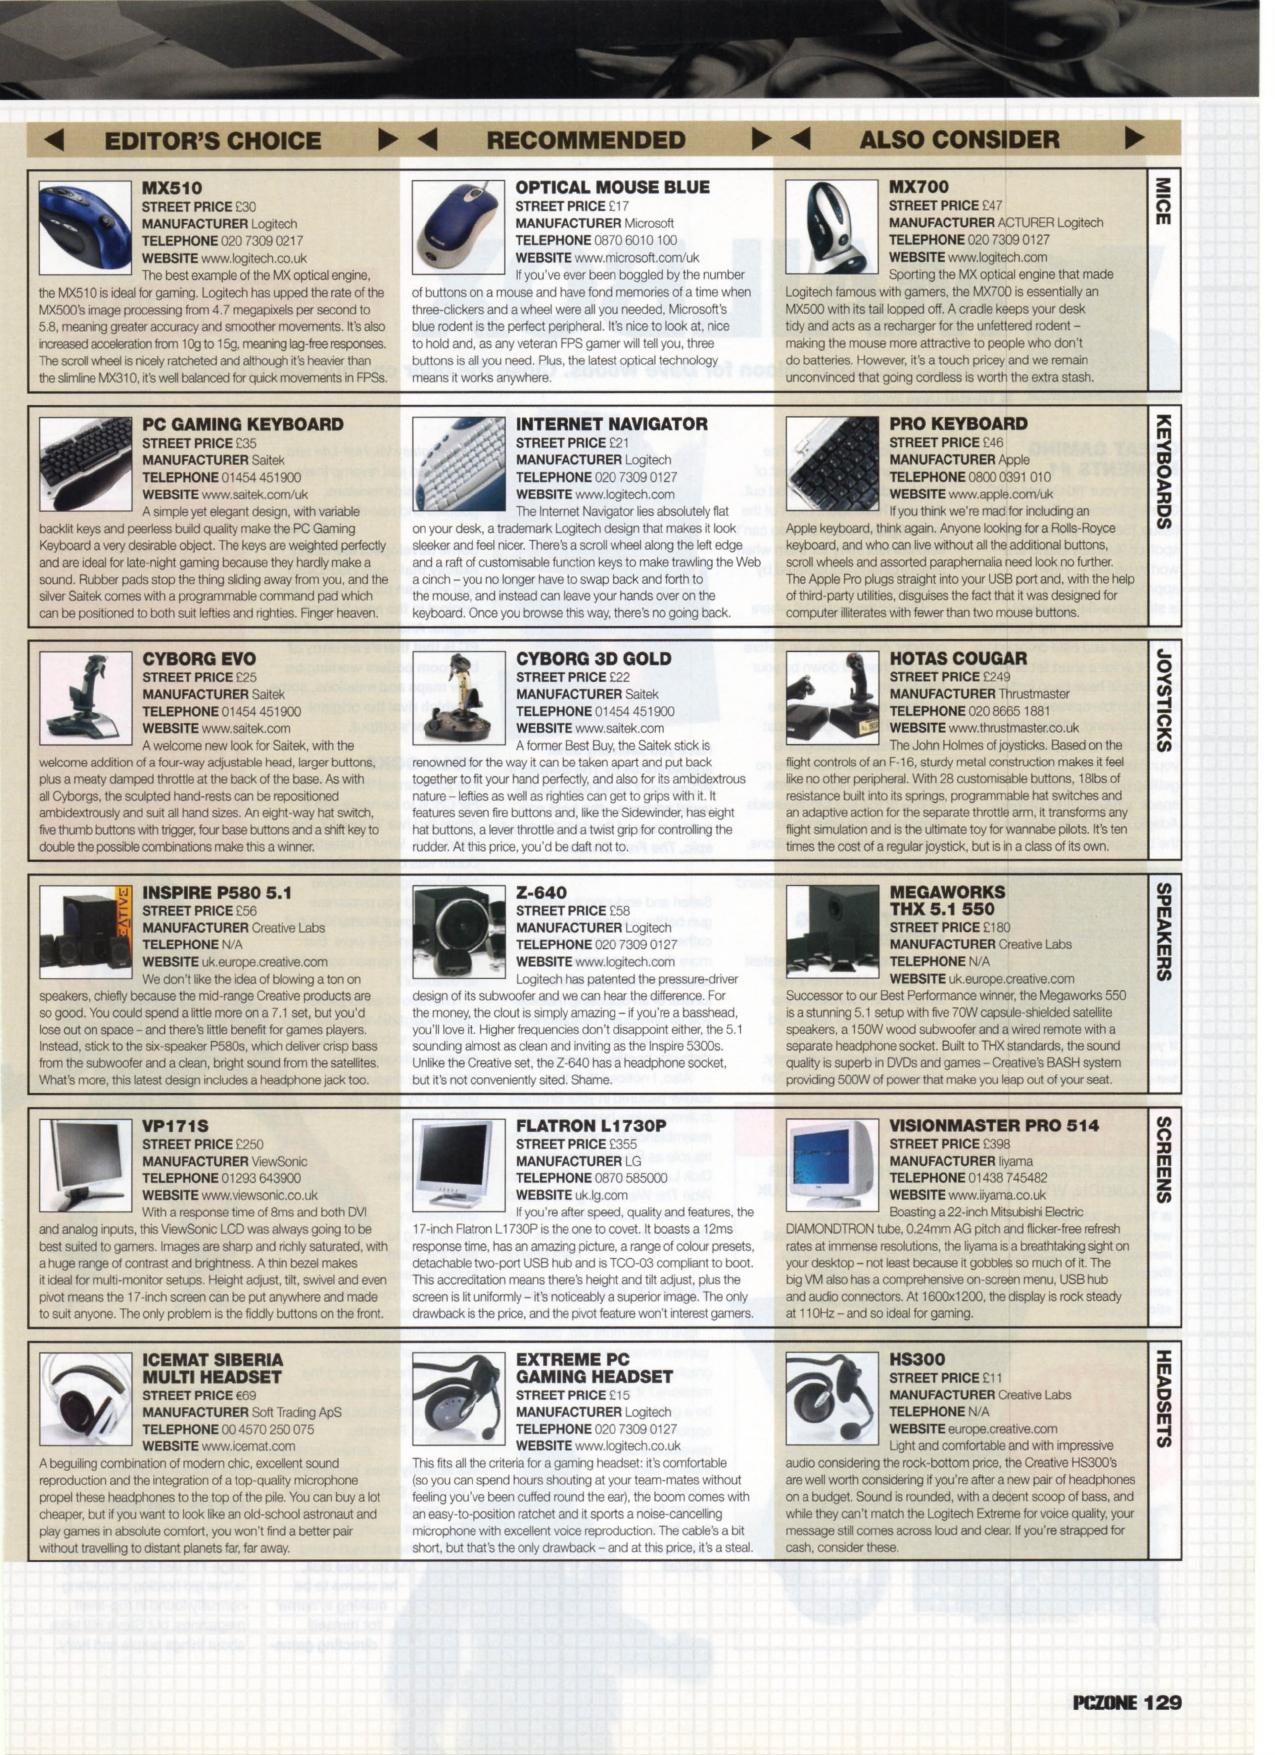 EDITOR'S CHOICE
RECOMMENDED
ALSO CONSIDER
MICE
MX510
STREET PRICE £30
MANUFACTURER Logitech
TELEPHONE 020 7309 0217
WEBSITE www.logitech.co.uk
The best example of the MX optical engine,
the MX510 is ideal for gaming. Logitech has upped the rate of the
MX500's image processing from 4.7 megapixels per second to
5.8, meaning greater accuracy and smoother movements. It's also
increased acceleration from 10g to 15g, meaning lag-free responses.
The scroll wheel is nicely ratcheted and although it's heavier than
the slimline MX310, it's well balanced for quick movements in FPSs.
OPTICAL MOUSE BLUE
STREET PRICE £17
MANUFACTURER Microsoft
TELEPHONE 0870 6010 100
WEBSITE www.microsoft.com/uk
If you've ever been boggled by the number
of buttons on a mouse and have fond memories of a time when
three-clickers and a wheel were all you needed, Microsoft's
blue rodent is the perfect peripheral. It's nice to look at, nice
to hold and, as any veteran FPS gamer will tell you, three
buttons is all you need. Plus, the latest optical technology
means it works anywhere.
MX700
STREET PRICE £47
MANUFACTURER ACTURER Logitech
TELEPHONE 020 7309 0127
WEBSITE www.logitech.com
Sporting the MX optical engine that made
Logitech famous with gamers, the MX700 is essentially an
MX500 with its tail lopped off. A cradle keeps your desk
tidy and acts as a recharger for the unfettered rodent –
making the mouse more attractive to people who don't
do batteries. However, it's a touch pricey and we remain
unconvinced that going cordless is worth the extra stash.
KEYBOARDS
PC GAMING KEYBOARD
STREET PRICE £35
MANUFACTURER Saitek
TELEPHONE 01454 451900
WEBSITE www.saitek.com/uk
A simple yet elegant design, with variable
backlit keys and peerless build quality make the PC Gaming
Keyboard a very desirable object. The keys are weighted perfectly
and are ideal for late-night gaming because they hardly make a
sound. Rubber pads stop the thing sliding away from you, and the
silver Saitek comes with a programmable command pad which
can be positioned to both suit lefties and righties. Finger heaven.
INTERNET NAVIGATOR
STREET PRICE £21
MANUFACTURER Logitech
TELEPHONE 020 7309 0127
WEBSITE www.logitech.com
The Internet Navigator lies absolutely flat
on your desk, a trademark Logitech design that makes it look
sleeker and feel nicer. There's a scroll wheel along the left edge
and a raft of customisable function keys to make trawling the Web
a cinch – you no longer have to swap back and forth to
the mouse, and instead can leave your hands over on the
keyboard. Once you browse this way, there's no going back.
PRO KEYBOARD
STREET PRICE £46
MANUFACTURER Apple
TELEPHONE 0800 0391 010
WEBSITE www.apple.com/uk
If you think we're mad for including an
Apple keyboard, think again. Anyone looking for a Rolls-Royce
keyboard, and who can live without all the additional buttons,
scroll wheels and assorted paraphernalia need look no further.
The Apple Pro plugs straight into your USB port and, with the help
of third-party utilities, disguises the fact that it was designed for
computer illiterates with fewer than two mouse buttons.
JOYSTICKS
CYBORG EVO
STREET PRICE £25
MANUFACTURER Saitek
TELEPHONE 01454 451900
WEBSITE www.saitek.com
A welcome new look for Saitek, with the
welcome addition of a four-way adjustable head, larger buttons,
plus a meaty damped throttle at the back of the base. As with
all Cyborgs, the sculpted hand-rests can be repositioned
ambidextrously and suit all hand sizes. An eight-way hat switch,
five thumb buttons with trigger, four base buttons and a shift key to
double the possible combinations make this a winner.
CYBORG 3D GOLD
STREET PRICE £22
MANUFACTURER Saitek
TELEPHONE 01454 451900
WEBSITE www.saitek.com
A former Best Buy, the Saitek stick is
renowned for the way it can be taken apart and put back
together to fit your hand perfectly, and also for its ambidextrous
nature – lefties as well as righties can get to grips with it. It
features seven fire buttons and, like the Sidewinder, has eight
hat buttons, a lever throttle and a twist grip for controlling the
rudder. At this price, you'd be daft not to.
HOTAS COUGAR
STREET PRICE £249
MANUFACTURER Thrustmaster
TELEPHONE 020 8665 1881
WEBSITE www.thrustmaster.co.uk
The John Holmes of joysticks. Based on the
flight controls of an F-16, sturdy metal construction makes it feel
like no other peripheral. With 28 customisable buttons, 18lbs of
resistance built into its springs, programmable hat switches and
an adaptive action for the separate throttle arm, it transforms any
flight simulation and is the ultimate toy for wannabe pilots. It's ten
times the cost of a regular joystick, but is in a class of its own.
SPEAKERS
INSPIRE P580 5.1
STREET PRICE £56
MANUFACTURER Creative Labs
TELEPHONE N/A
WEBSITE uk.europe.creative.com
We don't like the idea of blowing a ton on
speakers, chiefly because the mid-range Creative products are
so good. You could spend a little more on a 7.1 set, but you'd
lose out on space – and there's little benefit for games players.
Instead, stick to the six-speaker P580s, which deliver crisp bass
from the subwoofer and a clean, bright sound from the satellites.
What's more, this latest design includes a headphone jack too.
Z-640
STREET PRICE £58
MANUFACTURER Logitech
TELEPHONE 020 7309 0127
WEBSITE www.logitech.com
Logitech has patented the pressure-driver
design of its subwoofer and we can hear the difference. For
the money, the clout is simply amazing – if you're a basshead,
you'll love it. Higher frequencies don't disappoint either, the 5.1
sounding almost as clean and inviting as the Inspire 5300s.
Unlike the Creative set, the Z-640 has a headphone socket,
but it's not conveniently sited. Shame.
MEGAWORKS
THX 5.1 550
STREET PRICE £180
MANUFACTURER Creative Labs
TELEPHONE N/A
WEBSITE uk.europe.creative.com
Successor to our Best Performance winner, the Megaworks 550
is a stunning 5.1 setup with five 70W capsule-shielded satellite
speakers, a 150W wood subwoofer and a wired remote with a
separate headphone socket. Built to THX standards, the sound
quality is superb in DVDs and games – Creative's BASH system
providing 500W of power that make you leap out of your seat.
SCREENS
VP171S
STREET PRICE £250
MANUFACTURER ViewSonic
TELEPHONE 01293 643900
WEBSITE www.viewsonic.co.uk
With a response time of 8ms and both DVI
and analog inputs, this ViewSonic LCD was always going to be
best suited to gamers. Images are sharp and richly saturated, with
a huge range of contrast and brightness. A thin bezel makes
it ideal for multi-monitor setups. Height adjust, tilt, swivel and even
pivot means the 17-inch screen can be put anywhere and made
to suit anyone. The only problem is the fiddly buttons on the front.
FLATRON L1730P
STREET PRICE £355
MANUFACTURER LG
TELEPHONE 0870 585000
WEBSITE uk.lg.com
If you're after speed, quality and features, the
17-inch Flatron L1730P is the one to covet. It boasts a 12ms
response time, has an amazing picture, a range of colour presets,
detachable two-port USB hub and is TCO-03 compliant to boot.
This accreditation means there's height and tilt adjust, plus the
screen is lit uniformly – it's noticeably a superior image. The only
drawback is the price, and the pivot feature won't interest gamers.
VISIONMASTER PRO 514
STREET PRICE £398
MANUFACTURER Iiyama
TELEPHONE 01438 745482
WEBSITE www.iiyama.co.uk
Boasting a 22-inch Mitsubishi Electric
DIAMONDTRON tube, 0.24mm AG pitch and flicker-free refresh
rates at immense resolutions, the Iiyama is a breathtaking sight on
your desktop – not least because it gobbles so much of it. The
big VM also has a comprehensive on-screen menu, USB hub
and audio connectors. At 1600x1200, the display is rock steady
at 110Hz – and so ideal for gaming.
HEADSETS
ICEMAT SIBERIA
MULTI HEADSET
STREET PRICE €69
MANUFACTURER Soft Trading ApS
TELEPHONE 00 4570 250 075
WEBSITE www.icemat.com
A beguiling combination of modern chic, excellent sound
reproduction and the integration of a top-quality microphone
propel these headphones to the top of the pile. You can buy a lot
cheaper, but if you want to look like an old-school astronaut and
play games in absolute comfort, you won't find a better pair
without travelling to distant planets far, far away.
EXTREME PC
GAMING HEADSET
STREET PRICE £15
MANUFACTURER Logitech
TELEPHONE 020 7309 0127
WEBSITE www.logitech.co.uk
This fits all the criteria for a gaming headset: it's comfortable
(so you can spend hours shouting at your team-mates without
feeling you've been cuffed round the ear), the boom comes with
an easy-to-position ratchet and it sports a noise-cancelling
microphone with excellent voice reproduction. The cable's a bit
short, but that's the only drawback – and at this price, it's a steal.
HS300
STREET PRICE £11
MANUFACTURER Creative Labs
TELEPHONE N/A
WEBSITE europe.creative.com
Light and comfortable and with impressive
audio considering the rock-bottom price, the Creative HS300's
are well worth considering if you're after a new pair of headphones
on a budget. Sound is rounded, with a decent scoop of bass, and
while they can't match the Logitech Extreme for voice quality, your
message still comes across loud and clear. If you're strapped for
cash, consider these.
PCZONE 129